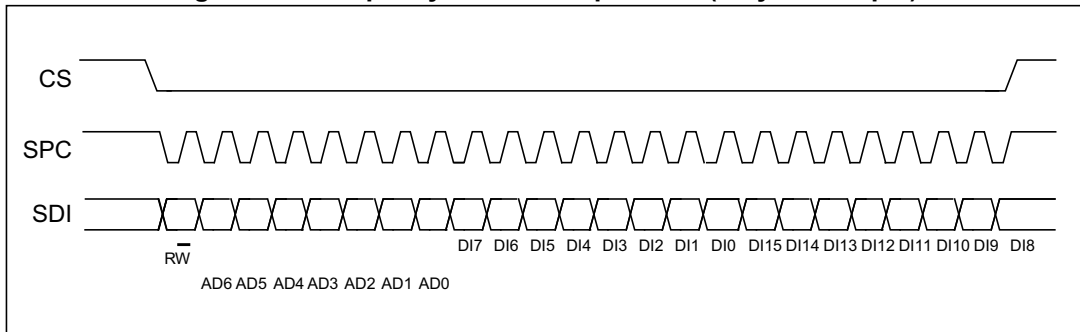 CS
SPC
SDI
DI7 DI6 DI5 DI4 DI3 DI2 DI1 DI0 DI15 DI14 DI13 DI12 DI11 DI10 DI9 DI8
RW
AD6 AD5 AD4 AD3 AD2 AD1 AD0